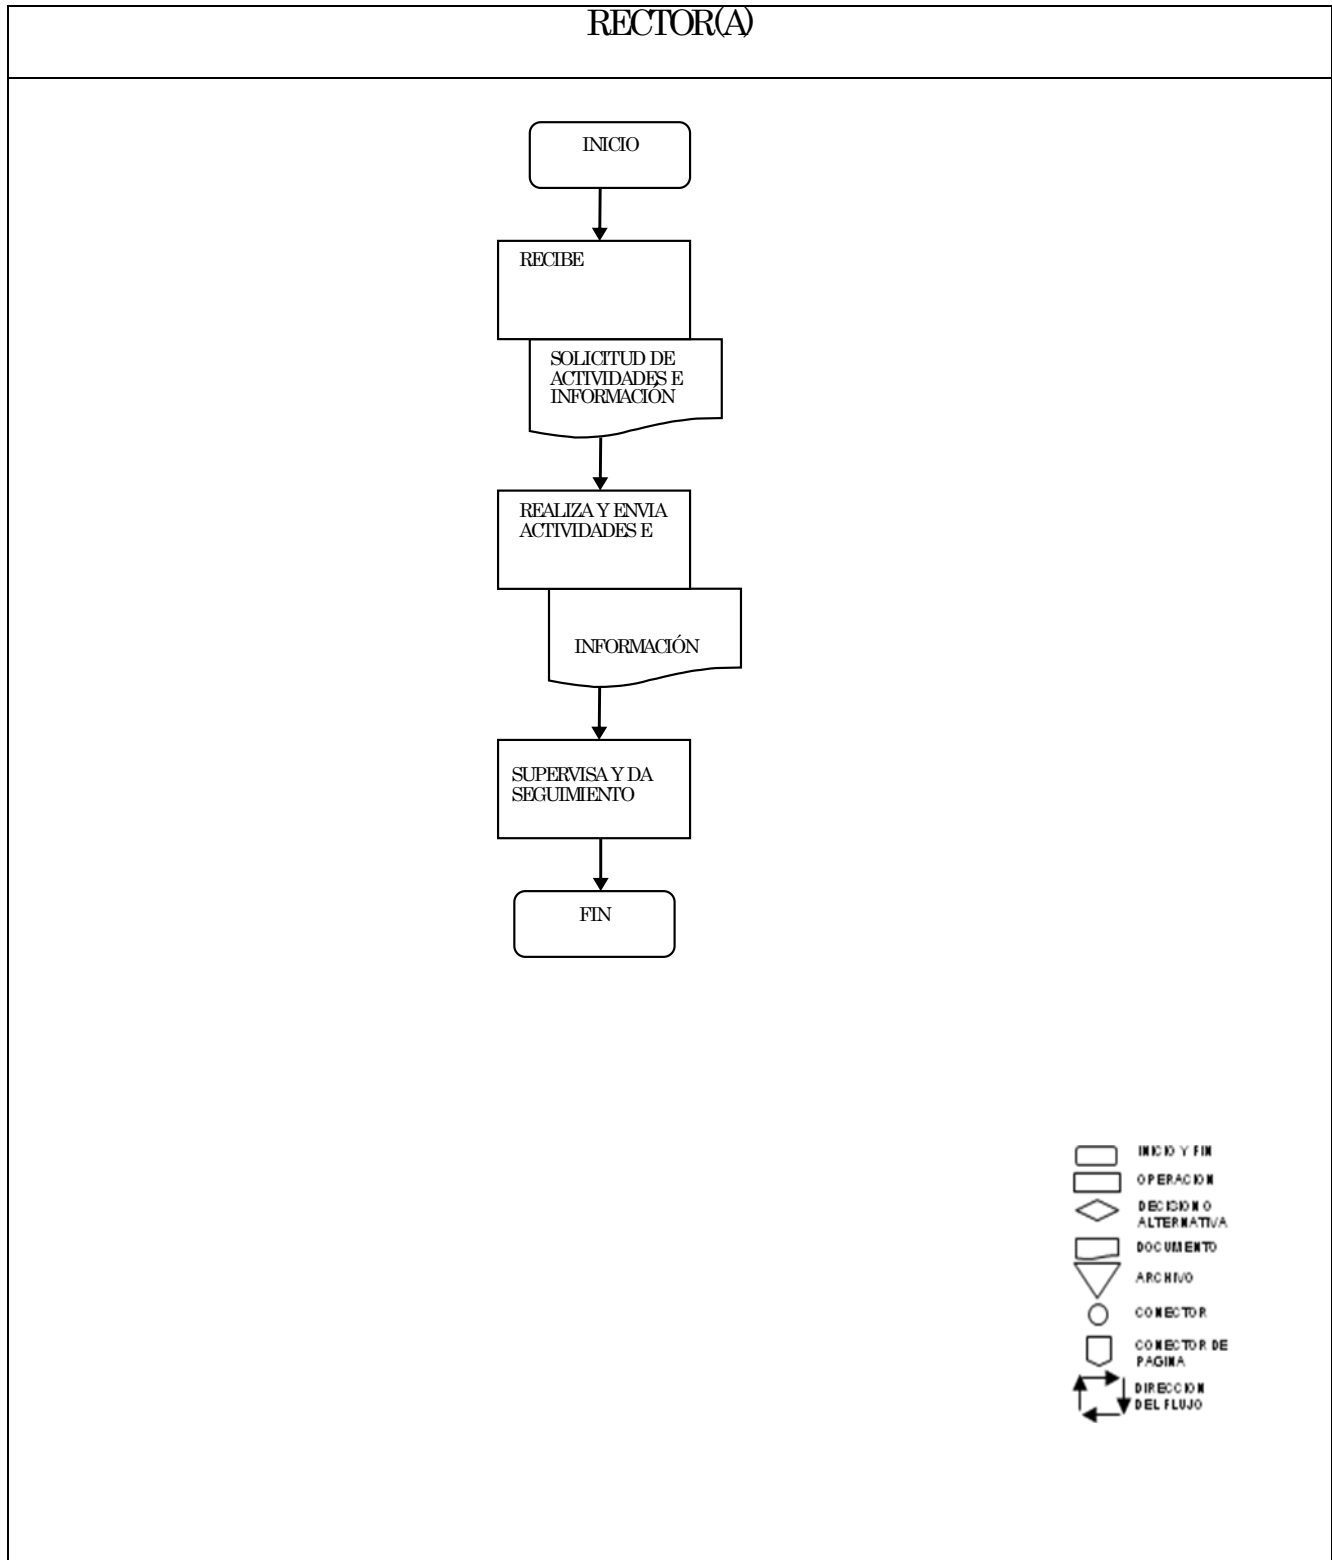 RECTOR(A)
INICIO
RECIBE
SOLICITUD DE
ACTIVIDADES E
INFORMACIÓN
REALIZA Y ENVIA
ACTIVIDADES E
INFORMACIÓN
SUPERVISA Y DA
SEGUIMIENTO
FIN
INICIO Y FIN
OPERACION
DECISION O
ALTERNATIVA
DOCUMENTO
ARCHIVO
CONECTOR
CONECTOR DE
PAGINA
DIRECCION
DEL FLUJO